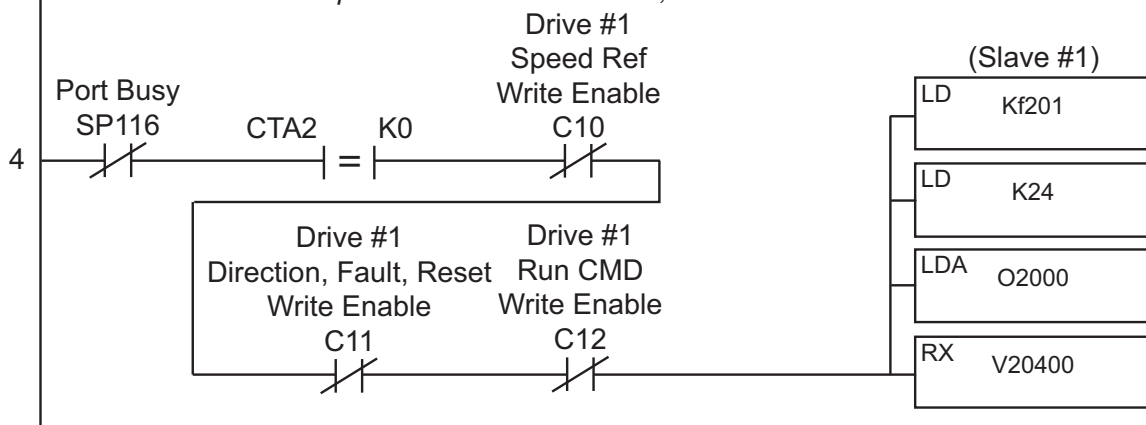 Drive #1
Speed Ref
Write Enable
C10
Port Busy
SP116
CTA2
=
K0
4
(Slave #1)
LD
Kf201
LD
K24
LDA
O2000
RX
V20400
Drive #1
Direction, Fault, Reset
Write Enable
C11
Drive #1
Run CMD
Write Enable
C12